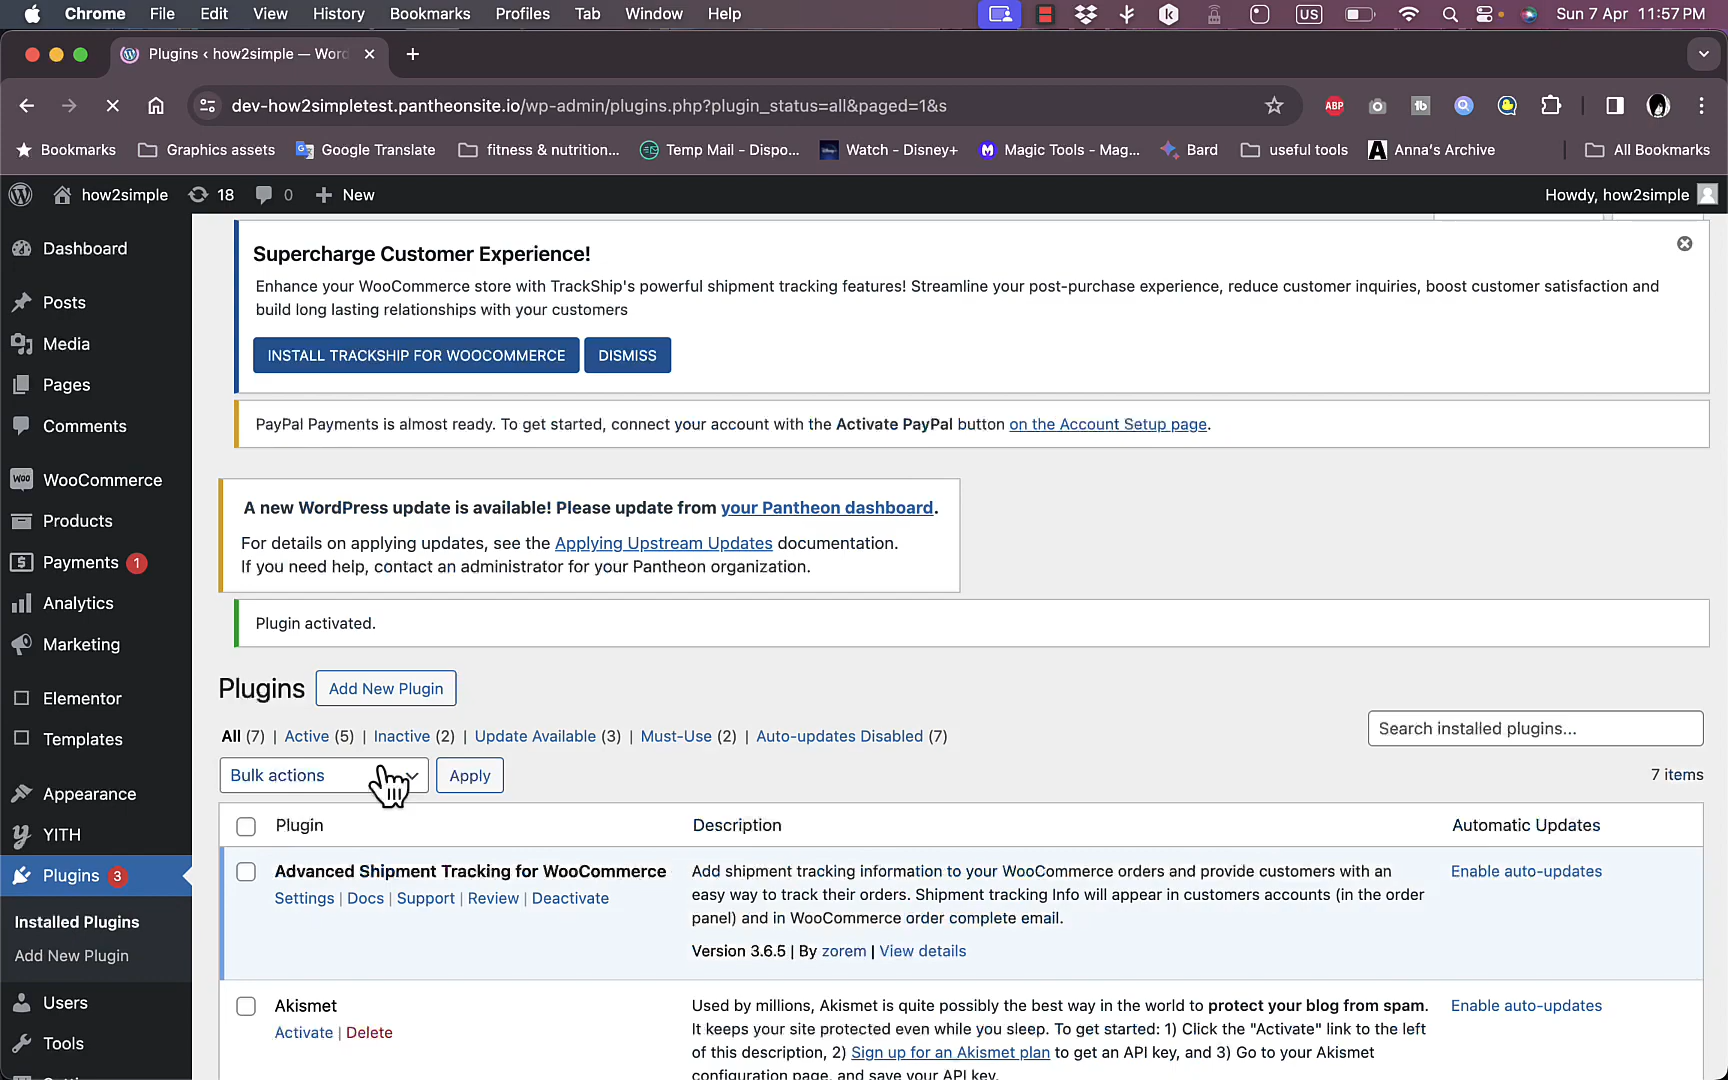 Chrome File Edit View History Bookmarks Profiles Tab Window Help US Sun 7 Apr 11:57 PM
Plugins ‹ how2simple — Word
dev-how2simpletest.pantheonsite.io/wp-admin/plugins.php?plugin_status=all&paged=1&s ABP tb
Bookmarks Graphics assets Google Translate fitness & nutrition... Temp Mail - Dispo... Watch - Disney+ Magic Tools - Mag... Bard useful tools Anna's Archive All Bookmarks
how2simple 18 0 New Howdy, how2simple
Dashboard
Posts
Media
Pages
Comments
Woo WooCommerce
Products
Payments 1
Analytics
Marketing
Elementor
Templates
Appearance
YITH
Plugins 3
Installed Plugins
Add New Plugin
Users
Tools
Supercharge Customer Experience!
Enhance your WooCommerce store with TrackShip's powerful shipment tracking features! Streamline your post-purchase experience, reduce customer inquiries, boost customer satisfaction and
build long lasting relationships with your customers
INSTALL TRACKSHIP FOR WOOCOMMERCE DISMISS
PayPal Payments is almost ready. To get started, connect your account with the Activate PayPal button on the Account Setup page.
A new WordPress update is available! Please update from your Pantheon dashboard.
For details on applying updates, see the Applying Upstream Updates documentation.
If you need help, contact an administrator for your Pantheon organization.
Plugin activated.
Plugins Add New Plugin
All (7) | Active (5) | Inactive (2) | Update Available (3) | Must-Use (2) | Auto-updates Disabled (7)
Search installed plugins...
Bulk actions Apply 7 items
Plugin Description Automatic Updates
Advanced Shipment Tracking for WooCommerce
Settings | Docs | Support | Review | Deactivate
Add shipment tracking information to your WooCommerce orders and provide customers with an
easy way to track their orders. Shipment tracking Info will appear in customers accounts (in the order
panel) and in WooCommerce order complete email.
Version 3.6.5 | By zorem | View details
Enable auto-updates
Akismet
Activate | Delete
Used by millions, Akismet is quite possibly the best way in the world to protect your blog from spam.
It keeps your site protected even while you sleep. To get started: 1) Click the "Activate" link to the left
of this description, 2) Sign up for an Akismet plan to get an API key, and 3) Go to your Akismet
configuration page, and save your API key.
Enable auto-updates